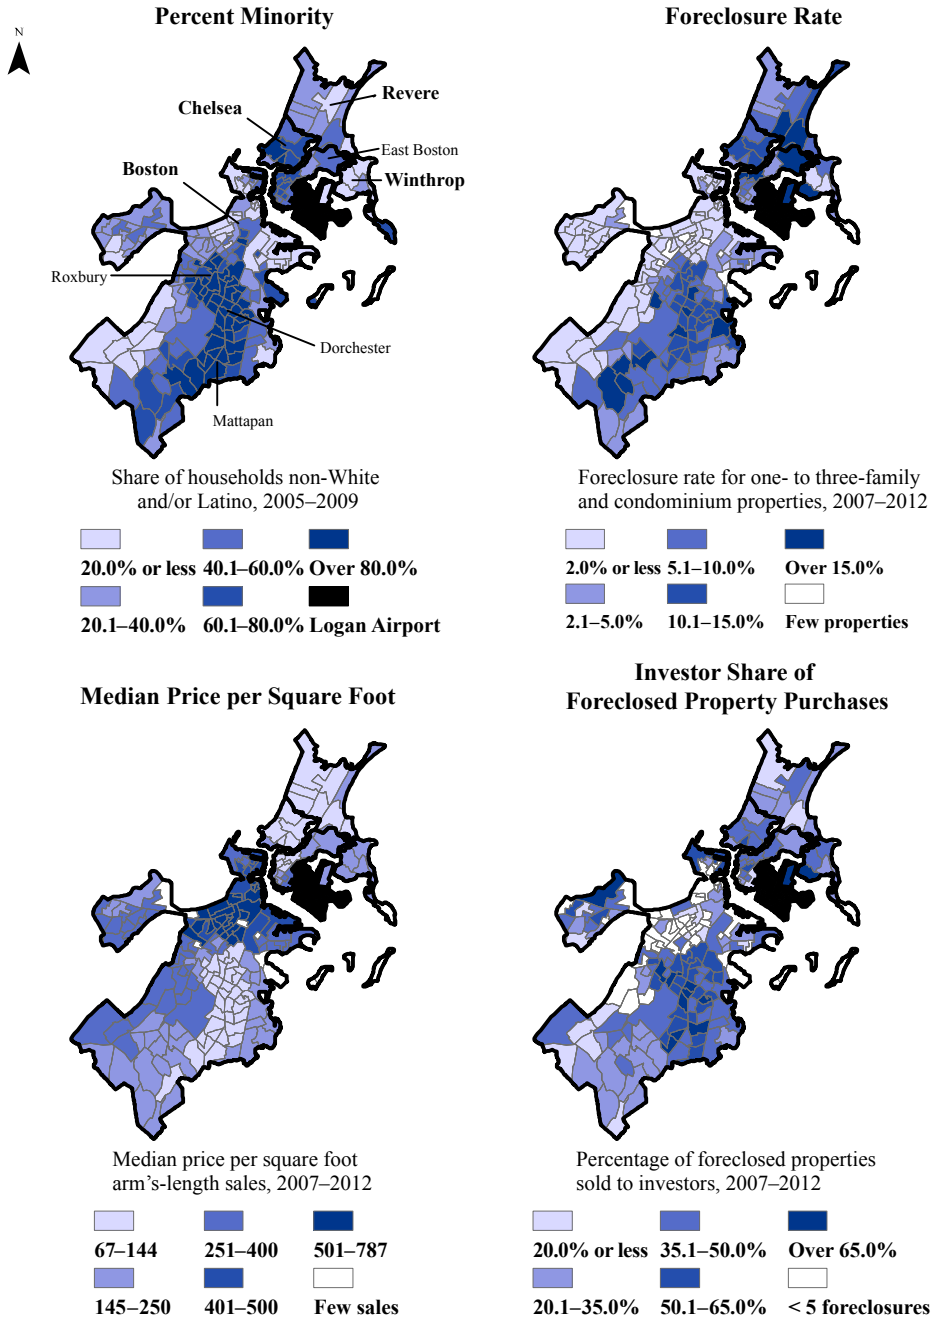 Percent Minority
Foreclosure Rate
N
Revere
Chelsea
East Boston
Boston
Winthrop
Roxbury
Dorchester
Mattapan
Share of households non-White
and/or Latino, 2005–2009
20.0% or less 40.1–60.0% Over 80.0%
20.1–40.0% 60.1–80.0% Logan Airport
Foreclosure rate for one- to three-family
and condominium properties, 2007–2012
2.0% or less 5.1–10.0% Over 15.0%
2.1–5.0% 10.1–15.0% Few properties
Median Price per Square Foot
Investor Share of
Foreclosed Property Purchases
Median price per square foot
arm's-length sales, 2007–2012
67–144 251–400 501–787
145–250 401–500 Few sales
Percentage of foreclosed properties
sold to investors, 2007–2012
20.0% or less 35.1–50.0% Over 65.0%
20.1–35.0% 50.1–65.0% < 5 foreclosures